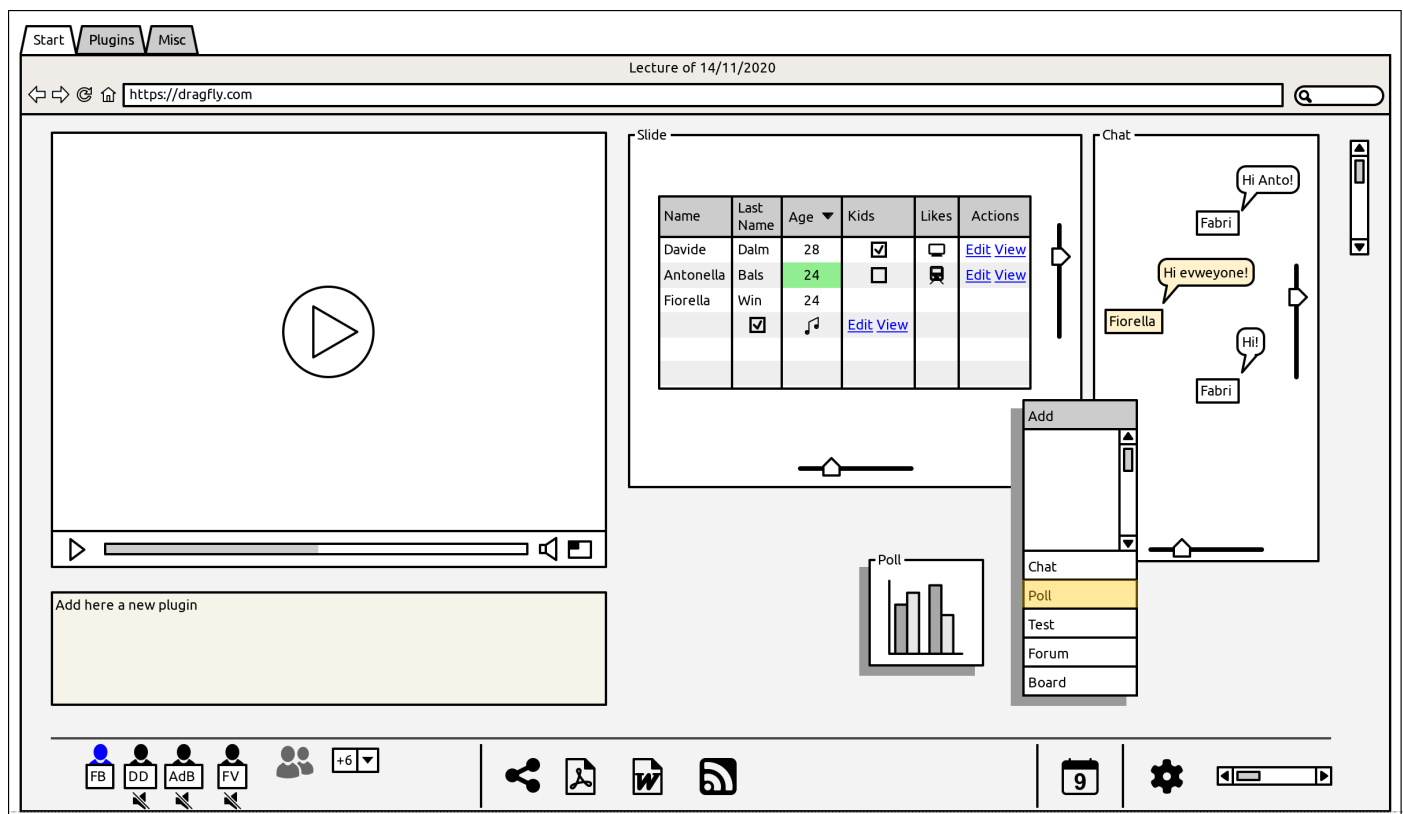 Start Plugins Misc
Lecture of 14/11/2020
https://dragfly.com
Slide
Name Last Name Age Kids Likes Actions
Davide Dalm 28 Edit View
Antonella Bals 24 Edit View
Fiorella Win 24
Edit View
Chat
Hi Anto!
Fabri
Hi evweyone!
Fiorella
Hi!
Fabri
Add
Chat
Poll
Test
Forum
Board
Poll
Add here a new plugin
FB DD AdB FV +6
W
9